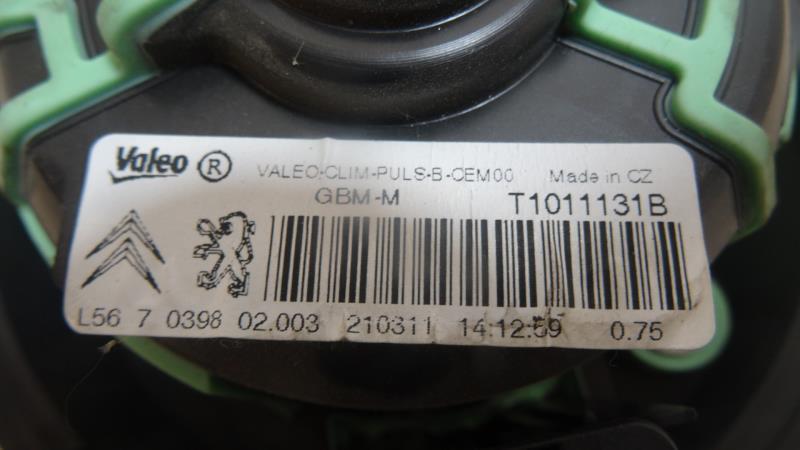 Valeo ® VALEO-CLIM-PULS-B-CEM00 Made in CZ
GBM-M T1011131B
L56 7 0398 02.003 210311 14:12:59 0.75